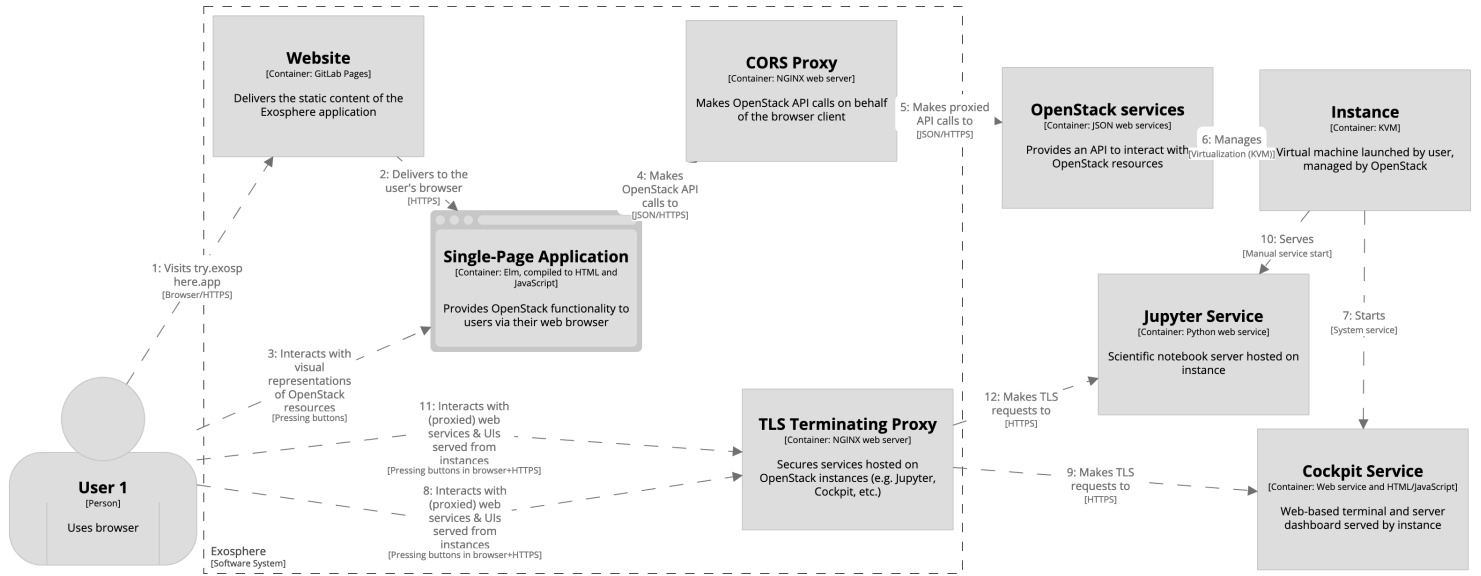 Website
[Container: GitLab Pages]
Delivers the static content of the
Exosphere application
CORS Proxy
[Container: NGINX web server]
Makes OpenStack API calls on behalf
of the browser client
5: Makes proxied
API calls to
[JSON/HTTPS]
OpenStack services
[Container: JSON web services]
Provides an API to interact with
OpenStack resources
6: Manages
[Virtualization (KVM)]
Instance
[Container: KVM]
Virtual machine launched by user,
managed by OpenStack
2: Delivers to the
user's browser
[HTTPS]
4: Makes
OpenStack API
calls to
[JSON/HTTPS]
1: Visits try.exosp
here.app
[Browser/HTTPS]
Single-Page Application
[Container: Elm, compiled to HTML and
JavaScript]
Provides OpenStack functionality to
users via their web browser
10: Serves
[Manual service start]
7: Starts
[System service]
Jupyter Service
[Container: Python web service]
Scientific notebook server hosted on
instance
3: Interacts with
visual
representations
of OpenStack
resources
[Pressing buttons]
11: Interacts with
(proxied) web
services & UIs
served from
instances
[Pressing buttons in browser+HTTPS]
8: Interacts with
(proxied) web
services & UIs
served from
instances
[Pressing buttons in browser+HTTPS]
TLS Terminating Proxy
[Container: NGINX web server]
Secures services hosted on
OpenStack instances (e.g. Jupyter,
Cockpit, etc.)
12: Makes TLS
requests to
[HTTPS]
9: Makes TLS
requests to
[HTTPS]
Cockpit Service
[Container: Web service and HTML/JavaScript]
Web-based terminal and server
dashboard served by instance
User 1
[Person]
Uses browser
Exosphere
[Software System]